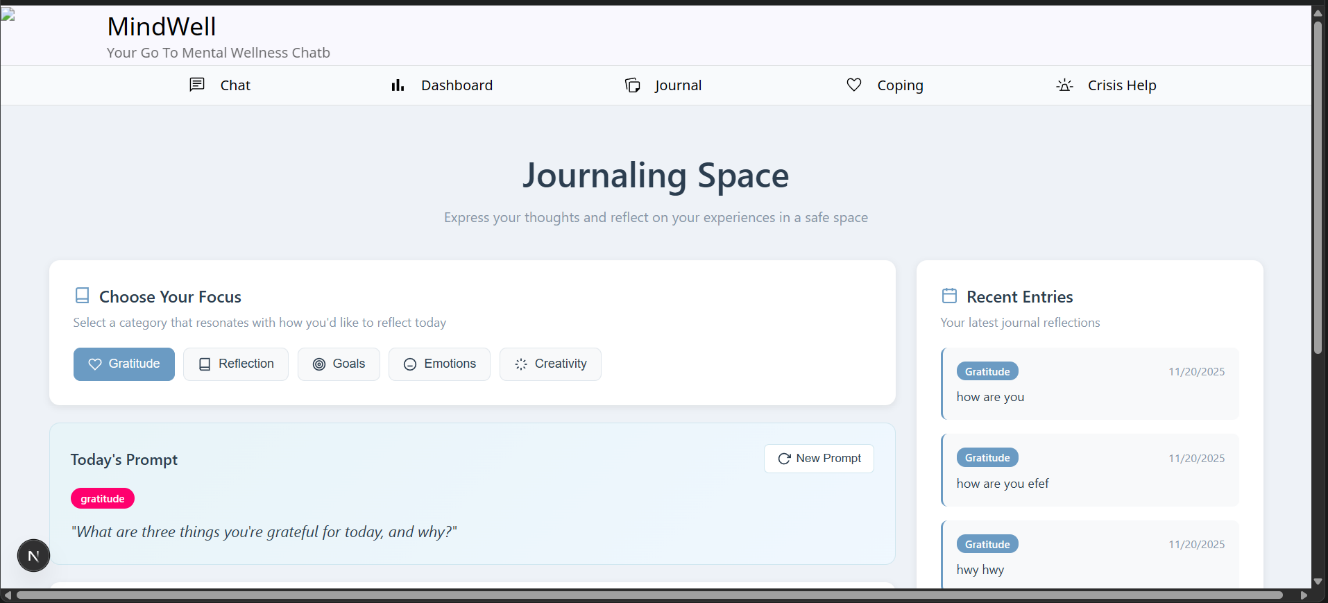 MindWell
Your Go To Mental Wellness Chatb
Chat
Dashboard
Journal
Coping
Crisis Help
Journaling Space
Express your thoughts and reflect on your experiences in a safe space
Choose Your Focus
Select a category that resonates with how you'd like to reflect today
Gratitude
Reflection
Goals
Emotions
Creativity
Today's Prompt
New Prompt
gratitude
"What are three things you're grateful for today, and why?"
N
Recent Entries
Your latest journal reflections
Gratitude
11/20/2025
how are you
Gratitude
11/20/2025
how are you efef
Gratitude
11/20/2025
hwy hwy